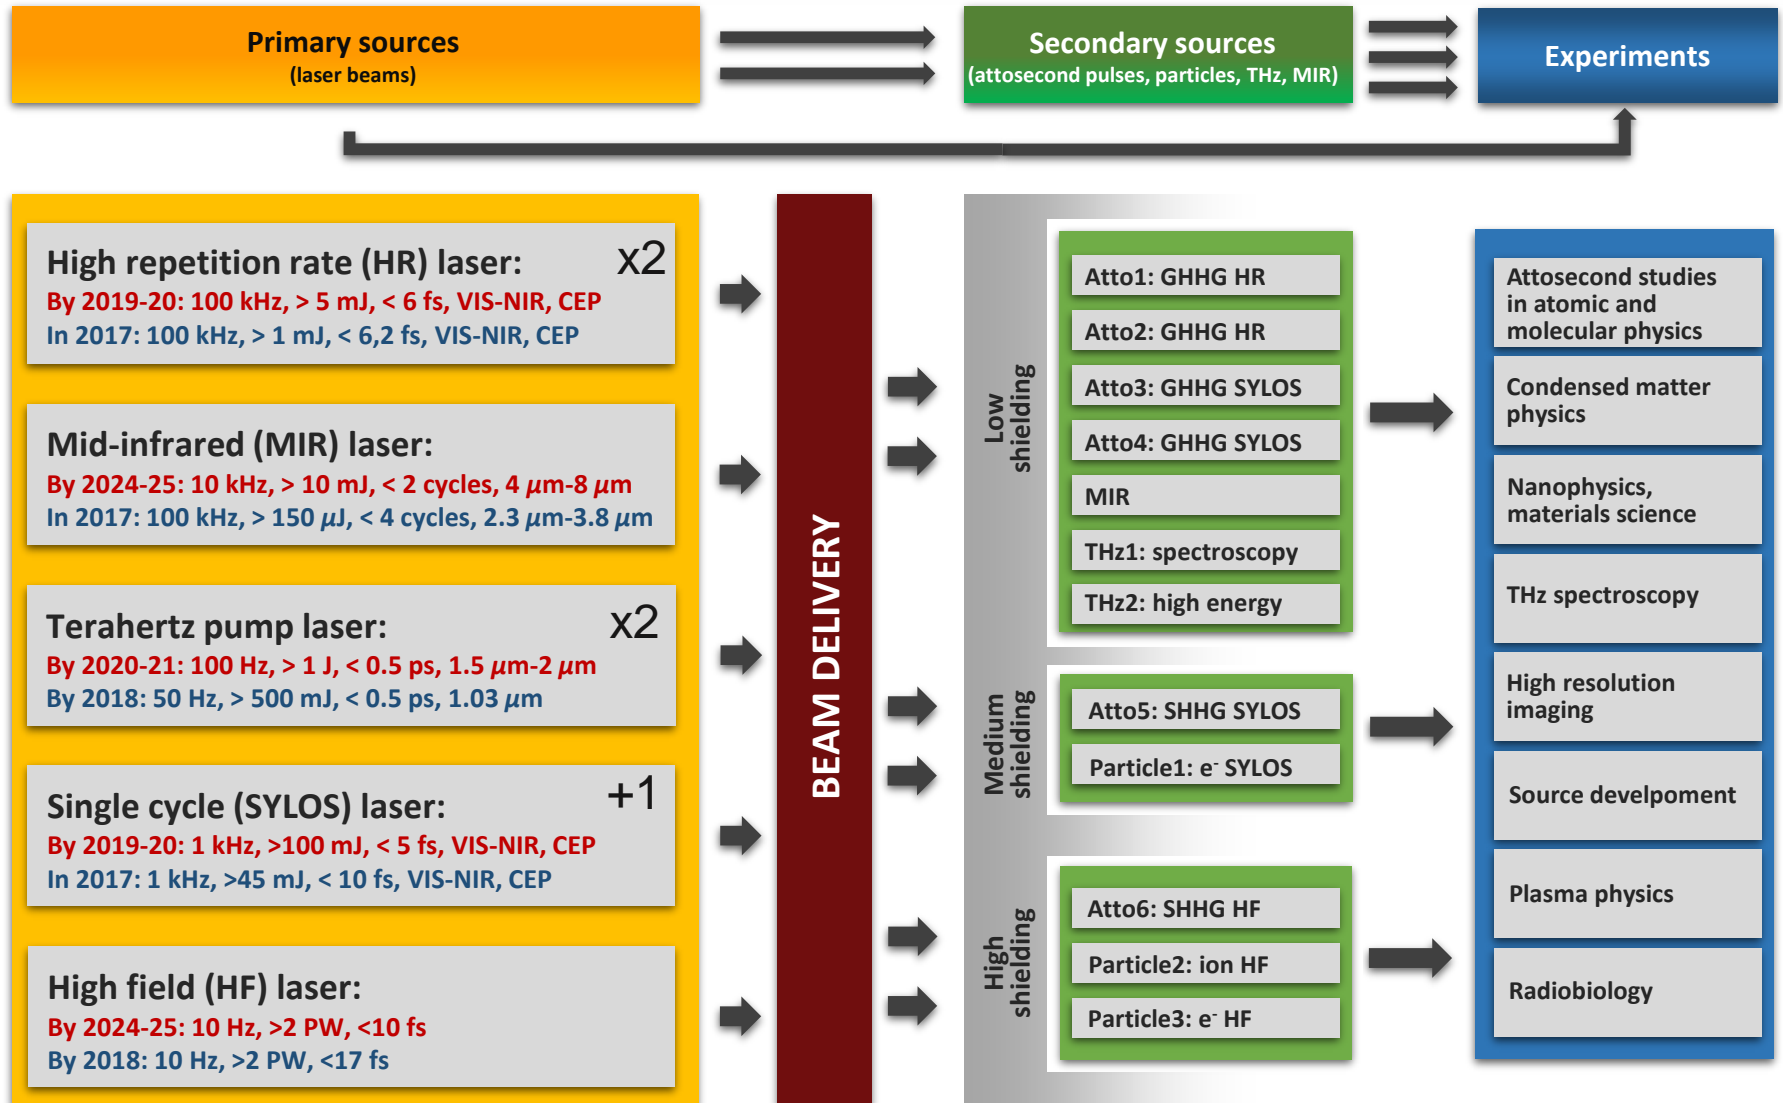 Primary sources
(laser beams)
Secondary sources
(attosecond pulses, particles, THz, MIR)
Experiments
High repetition rate (HR) laser:
x2
By 2019-20: 100 kHz, > 5 mJ, < 6 fs, VIS-NIR, CEP
In 2017: 100 kHz, > 1 mJ, < 6,2 fs, VIS-NIR, CEP
Mid-infrared (MIR) laser:
By 2024-25: 10 kHz, > 10 mJ, < 2 cycles, 4 µm-8 µm
In 2017: 100 kHz, > 150 µJ, < 4 cycles, 2.3 µm-3.8 µm
Terahertz pump laser:
x2
By 2020-21: 100 Hz, > 1 J, < 0.5 ps, 1.5 µm-2 µm
By 2018: 50 Hz, > 500 mJ, < 0.5 ps, 1.03 µm
Single cycle (SYLOS) laser:
+1
By 2019-20: 1 kHz, >100 mJ, < 5 fs, VIS-NIR, CEP
In 2017: 1 kHz, >45 mJ, < 10 fs, VIS-NIR, CEP
High field (HF) laser:
By 2024-25: 10 Hz, >2 PW, <10 fs
By 2018: 10 Hz, >2 PW, <17 fs
BEAM DELIVERY
Low
shielding
Atto1: GHHG HR
Atto2: GHHG HR
Atto3: GHHG SYLOS
Atto4: GHHG SYLOS
MIR
THz1: spectroscopy
THz2: high energy
Medium
shielding
Atto5: SHHG SYLOS
Particle1: e⁻ SYLOS
High
shielding
Atto6: SHHG HF
Particle2: ion HF
Particle3: e⁻ HF
Attosecond studies
in atomic and
molecular physics
Condensed matter
physics
Nanophysics,
materials science
THz spectroscopy
High resolution
imaging
Source develpoment
Plasma physics
Radiobiology